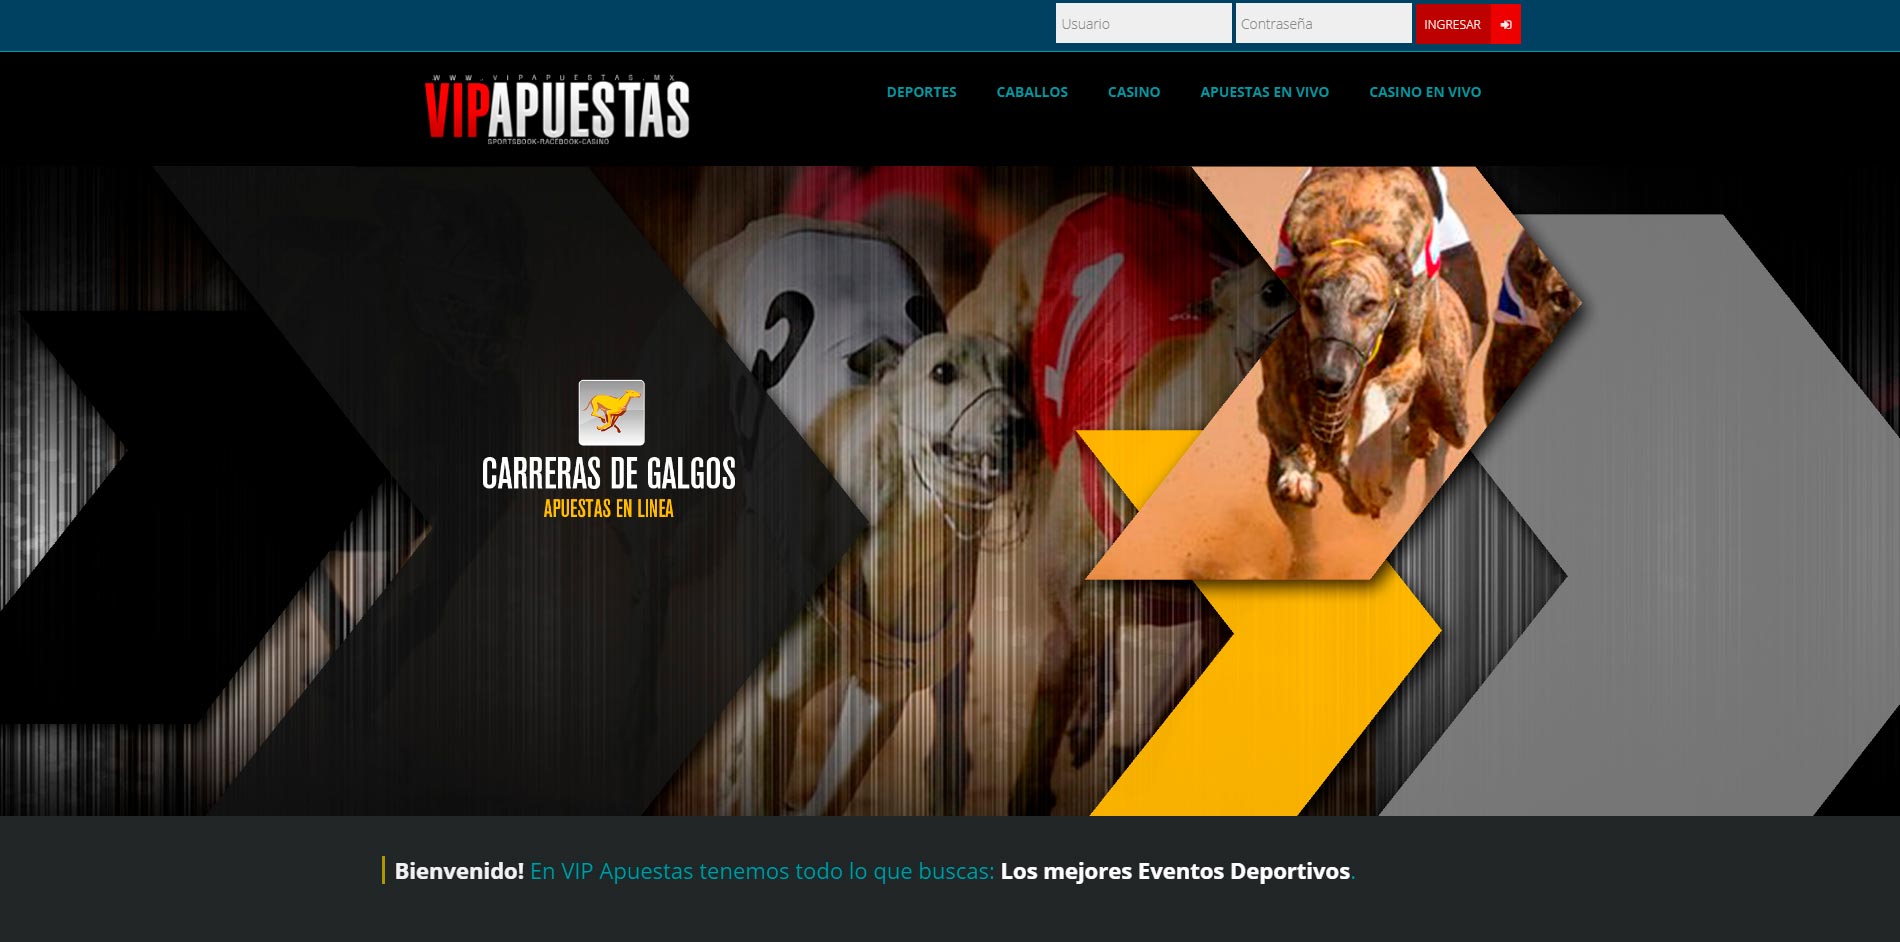 Usuario
Contraseña
INGRESAR
WWW.VIPAPUESTAS.MX
VIPAPUESTAS
SPORTSBOOK-RACEBOOK-CASINO
DEPORTES
CABALLOS
CASINO
APUESTAS EN VIVO
CASINO EN VIVO
2
1
CARRERAS DE GALGOS
APUESTAS EN LINEA
Bienvenido! En VIP Apuestas tenemos todo lo que buscas: Los mejores Eventos Deportivos.